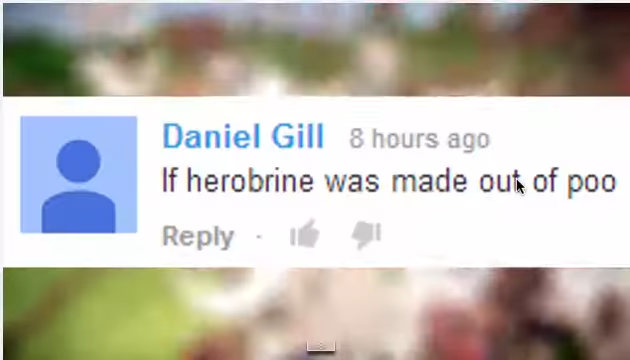 Daniel Gill 8 hours ago
If herobrine was made out of poo
Reply ·